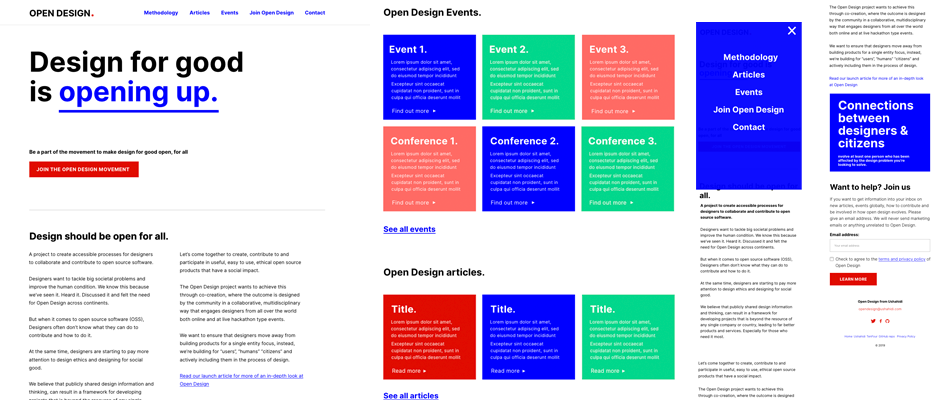 OPEN DESIGN.
Methodology
Articles
Events
Join Open Design
Contact
Design for good
is opening up.
Be a part of the movement to make design for good open, for all
JOIN THE OPEN DESIGN MOVEMENT
Design should be open for all.
A project to create accessible processes for designers
to collaborate and contribute to open source software.
Designers want to tackle big societal problems and
improve the human condition. We know this because
we've seen it. Heard it. Discussed it and felt the need
for Open Design across continents.
But when it comes to open source software (OSS),
Designers often don't know what they can do to
contribute and how to do it.
At the same time, designers are starting to pay more
attention to design ethics and designing for social
good.
We believe that publicly shared design information and
thinking, can result in a framework for developing
projects that is beyond the resource of any single
Let's come together to create, contribute to and
participate in useful, easy to use, ethical open source
products that have a social impact.
The Open Design project wants to achieves this
through co-creation, where the outcome is designed
by the community in a collaborative, multidisciplinary
way that engages designers from all over the world
both online and at live hackathon type events.
We want to ensure that designers move away from
building products for a single entity focus, instead,
we're building for "users", "humans" "citizens" and
actively including them in the process of design.
Read our launch article for more of an in-depth look at
Open Design
Open Design Events.
Event 1.
Lorem ipsum dolor sit amet,
consectetur adipiscing elit, sed
do eiusmod tempor incididunt
Excepteur sint occaecat
cupidatat non proident, sunt in
culpa qui officia deserunt mollit
Find out more ▸
Event 2.
Lorem ipsum dolor sit amet,
consectetur adipiscing elit, sed
do eiusmod tempor incididunt
Excepteur sint occaecat
cupidatat non proident, sunt in
culpa qui officia deserunt mollit
Find out more ▸
Event 3.
Lorem ipsum dolor sit amet,
consectetur adipiscing elit, sed
do eiusmod tempor incididunt
Excepteur sint occaecat
cupidatat non proident, sunt in
culpa qui officia deserunt mollit
Find out more ▸
Conference 1.
Lorem ipsum dolor sit amet,
consectetur adipiscing elit, sed
do eiusmod tempor incididunt
Excepteur sint occaecat
cupidatat non proident, sunt in
culpa qui officia deserunt mollit
Find out more ▸
Conference 2.
Lorem ipsum dolor sit amet,
consectetur adipiscing elit, sed
do eiusmod tempor incididunt
Excepteur sint occaecat
cupidatat non proident, sunt in
culpa qui officia deserunt mollit
Find out more ▸
Conference 3.
Lorem ipsum dolor sit amet,
consectetur adipiscing elit, sed
do eiusmod tempor incididunt
Excepteur sint occaecat
cupidatat non proident, sunt in
culpa qui officia deserunt mollit
Find out more ▸
See all events
Open Design articles.
Title.
Lorem ipsum dolor sit amet,
consectetur adipiscing elit, sed
do eiusmod tempor incididunt
Excepteur sint occaecat
cupidatat non proident, sunt in
culpa qui officia deserunt mollit
Read more ▸
Title.
Lorem ipsum dolor sit amet,
consectetur adipiscing elit, sed
do eiusmod tempor incididunt
Excepteur sint occaecat
cupidatat non proident, sunt in
culpa qui officia deserunt mollit
Read more ▸
Title.
Lorem ipsum dolor sit amet,
consectetur adipiscing elit, sed
do eiusmod tempor incididunt
Excepteur sint occaecat
cupidatat non proident, sunt in
culpa qui officia deserunt mollit
Read more ▸
See all articles
Methodology
Articles
Events
Join Open Design
Contact
all.
A project to create accessible processes for
designers to collaborate and contribute to open
source software.
Designers want to tackle big societal problems and
improve the human condition. We know this because
we've seen it. Heard it. Discussed it and felt the need
for Open Design across continents.
But when it comes to open source software (OSS),
Designers often don't know what they can do to
contribute and how to do it.
At the same time, designers are starting to pay more
attention to design ethics and designing for social
good.
We believe that publicly shared design information
and thinking, can result in a framework for
developing projects that is beyond the resource of
any single company or country, leading to far better
products and services. Especially for those who
need it most
Let's come together to create, contribute to and
participate in useful, easy to use, ethical open source
products that have a social impact.
The Open Design project wants to achieves this
through co-creation, where the outcome is designed
The Open Design project wants to achieves this
through co-creation, where the outcome is designed
by the community in a collaborative, multidisciplinary
way that engages designers from all over the world
both online and at live hackathon type events.
We want to ensure that designers move away from
building products for a single entity focus, instead,
we're building for "users", "humans" "citizens" and
actively including them in the process of design.
Read our launch article for more of an in-depth look
at Open Design
Connections
between
designers &
citizens
Involve at least one person who has been
affected by the design problem you're
looking to solve.
Want to help? Join us
If you want to get information into your inbox on
new articles, events globally, how to contribute and
be involved in how open design evolves. Please
give an email address. We will never send marketing
emails or anything unrelated to Open Design.
Email address:
Your email address
Check to agree to the terms and privacy policy of
Open Design
LEARN MORE
Open Design from Ushahidi
opendesign@ushahidi.com
© 2019